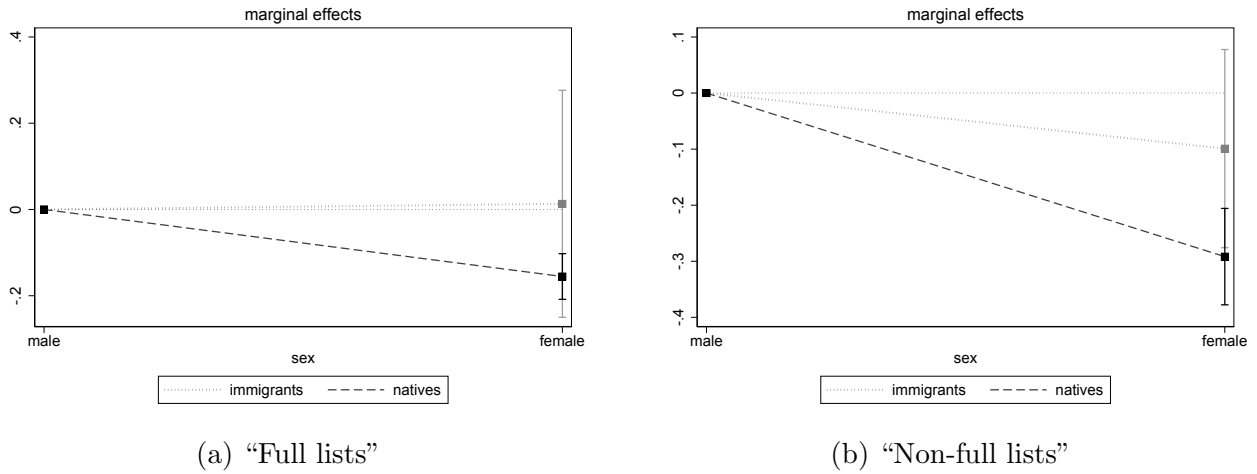 marginal effects
.4
.2
0
-.2
male
female
sex
immigrants
natives
(a) “Full lists”
marginal effects
.1
0
-.1
-.2
-.3
-.4
male
female
sex
immigrants
natives
(b) “Non-full lists”